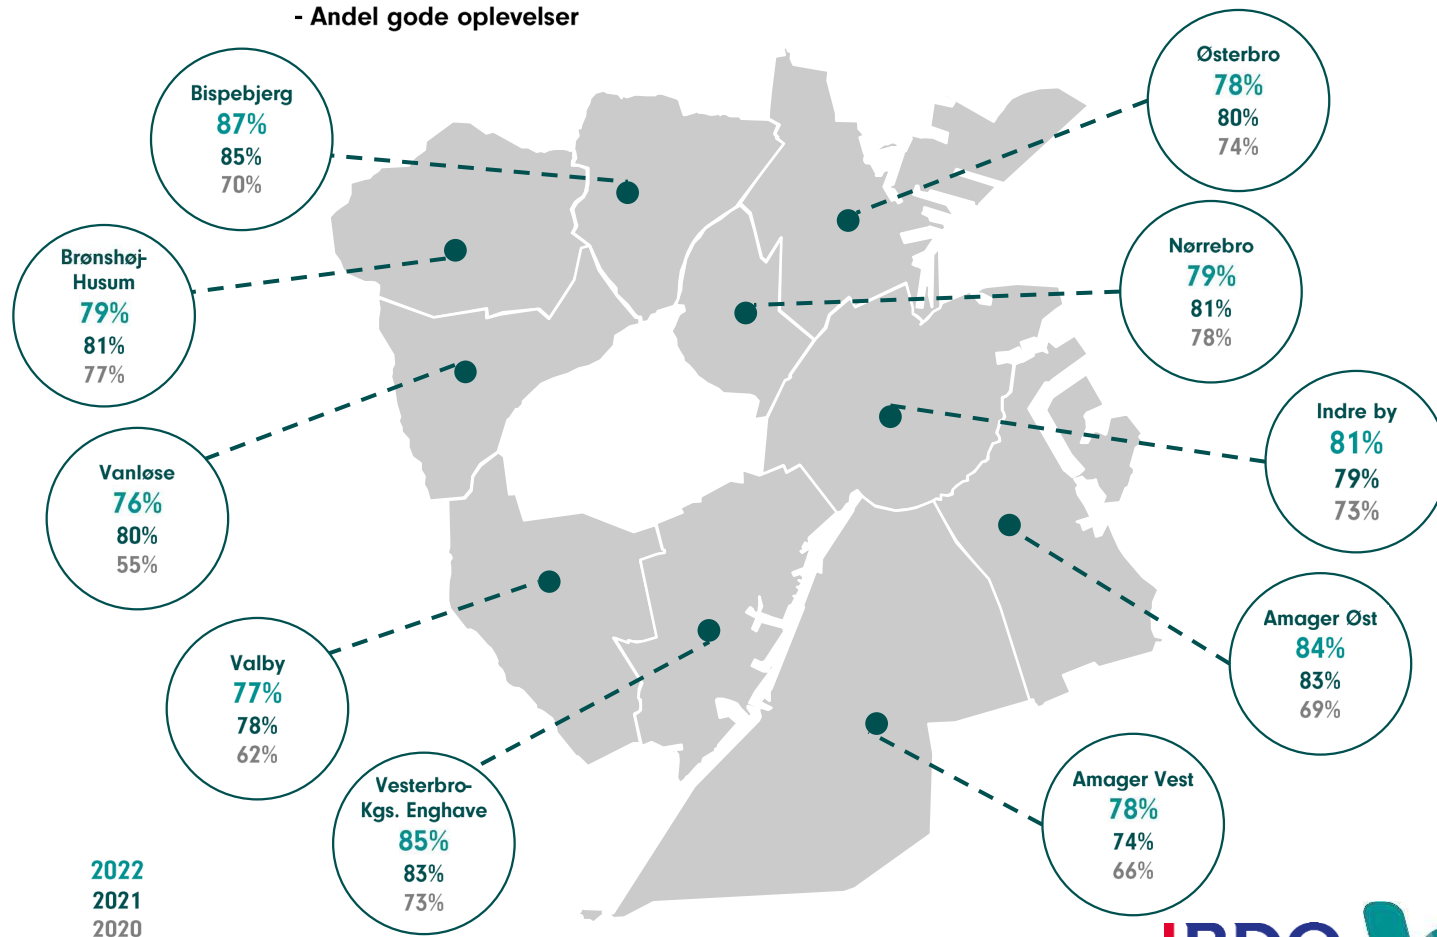 - Andel gode oplevelser
Bispebjerg
87%
85%
70%
Østerbro
78%
80%
74%
Brønshøj-
Husum
79%
81%
77%
Nørrebro
79%
81%
78%
Vanløse
76%
80%
55%
Indre by
81%
79%
73%
Valby
77%
78%
62%
Amager Øst
84%
83%
69%
Vesterbro-
Kgs. Enghave
85%
83%
73%
Amager Vest
78%
74%
66%
2022
2021
2020
BDO